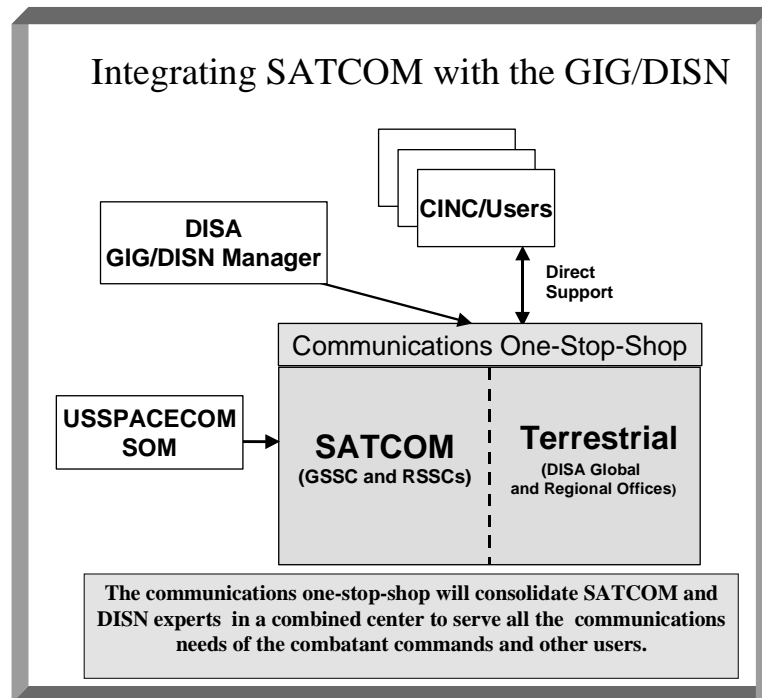 Integrating SATCOM with the GIG/DISN
CINC/Users
DISA
GIG/DISN Manager
Direct
Support
Communications One-Stop-Shop
USSPACECOM
SOM
SATCOM
(GSSC and RSSCs)
Terrestrial
(DISA Global
and Regional Offices)
The communications one-stop-shop will consolidate SATCOM and
DISN experts in a combined center to serve all the communications
needs of the combatant commands and other users.